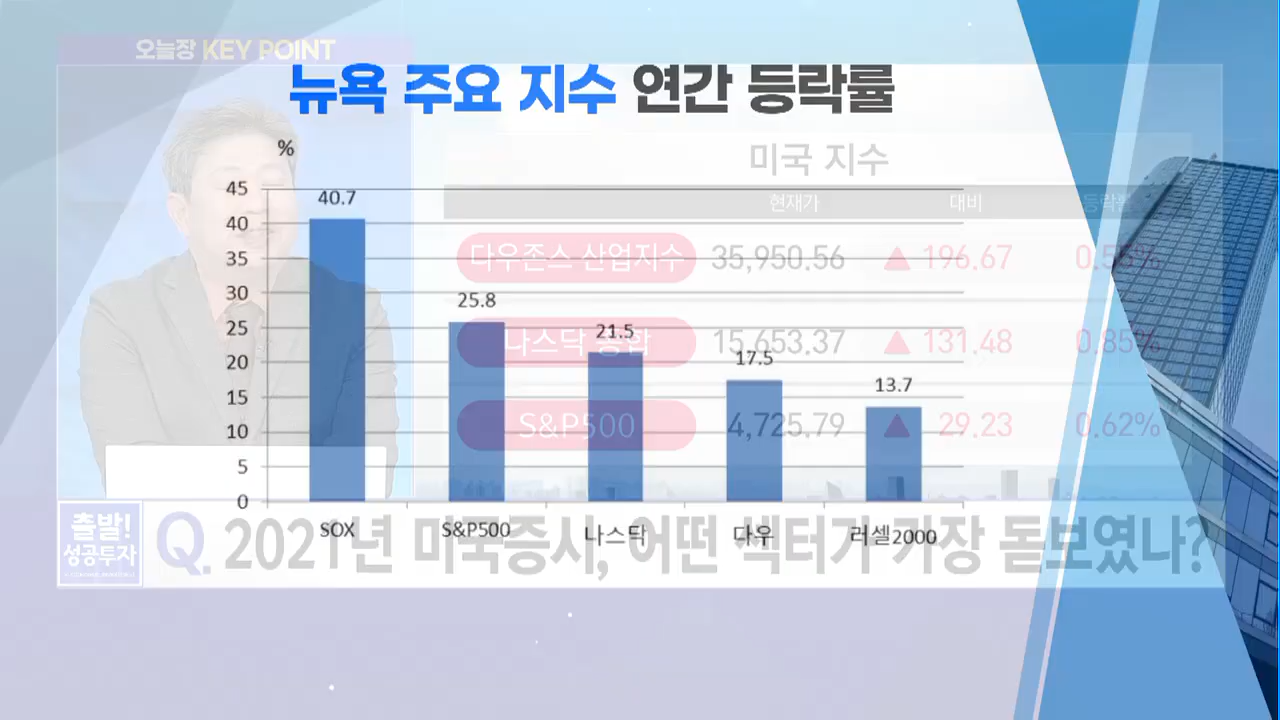 오늘장 KEY POINT
뉴욕 주요 지수 연간 등락률
미국 지수
현재가 대비 등락률
다우존스 산업지수 35,950.56 ▲ 196.67 0.55%
나스닥 종합 15,653.37 ▲ 131.48 0.85%
S&P500 4,725.79 ▲ 29.23 0.62%
%
45
40
35
30
25
20
15
10
5
0
40.7
25.8
21.5
17.5
13.7
SOX S&P500 나스닥 다우 러셀2000
출발!
성공투자
Q. 2021년 미국증시, 어떤 섹터가 가장 돋보였나?